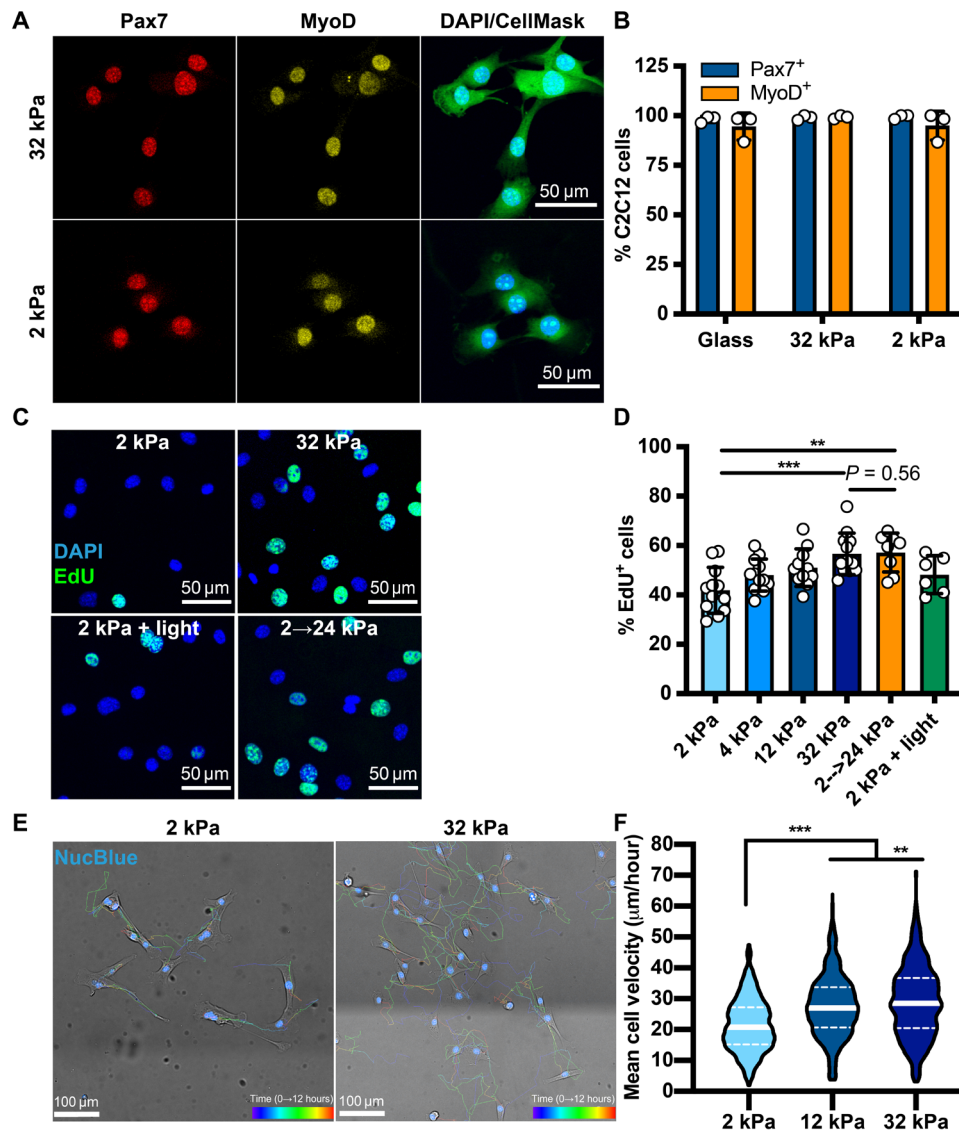 A
Pax7
MyoD
DAPI/CellMask
32 kPa
50 µm
2 kPa
50 µm
B
Pax7+
MyoD+
% C2C12 cells
125
100
75
50
25
0
Glass
32 kPa
2 kPa
C
2 kPa
32 kPa
DAPI
EdU
50 µm
50 µm
2 kPa + light
2→24 kPa
50 µm
50 µm
D
% EdU+ cells
100
80
60
40
20
0
**
***
P = 0.56
2 kPa
4 kPa
12 kPa
32 kPa
2-->24 kPa
2 kPa + light
E
2 kPa
32 kPa
NucBlue
Time (0→12 hours)
100 µm
Time (0→12 hours)
100 µm
F
Mean cell velocity (µm/hour)
80
70
60
50
40
30
20
10
0
***
**
2 kPa
12 kPa
32 kPa